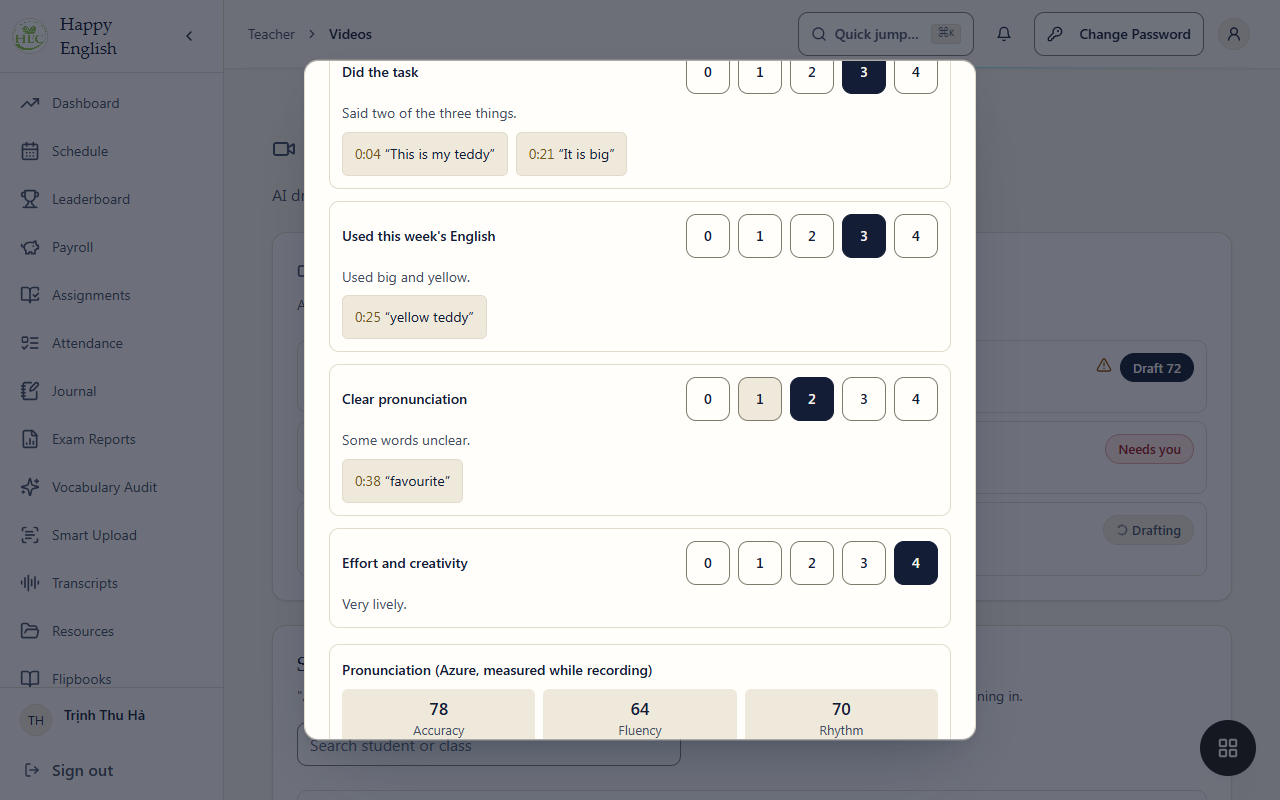 HEC
Happy
English
Teacher
Videos
Quick jump...
⌘K
Change Password
Dashboard
Schedule
Leaderboard
Payroll
Assignments
Attendance
Journal
Exam Reports
Vocabulary Audit
Smart Upload
Transcripts
Resources
Flipbooks
TH
Trịnh Thu Hà
Sign out
AI dr
Draft 72
Needs you
Drafting
ning in.
Search student or class
Did the task
0 1 2 3 4
Said two of the three things.
0:04 “This is my teddy” 0:21 “It is big”
Used this week's English
0 1 2 3 4
Used big and yellow.
0:25 “yellow teddy”
Clear pronunciation
0 1 2 3 4
Some words unclear.
0:38 “favourite”
Effort and creativity
0 1 2 3 4
Very lively.
Pronunciation (Azure, measured while recording)
78 64 70
Accuracy Fluency Rhythm